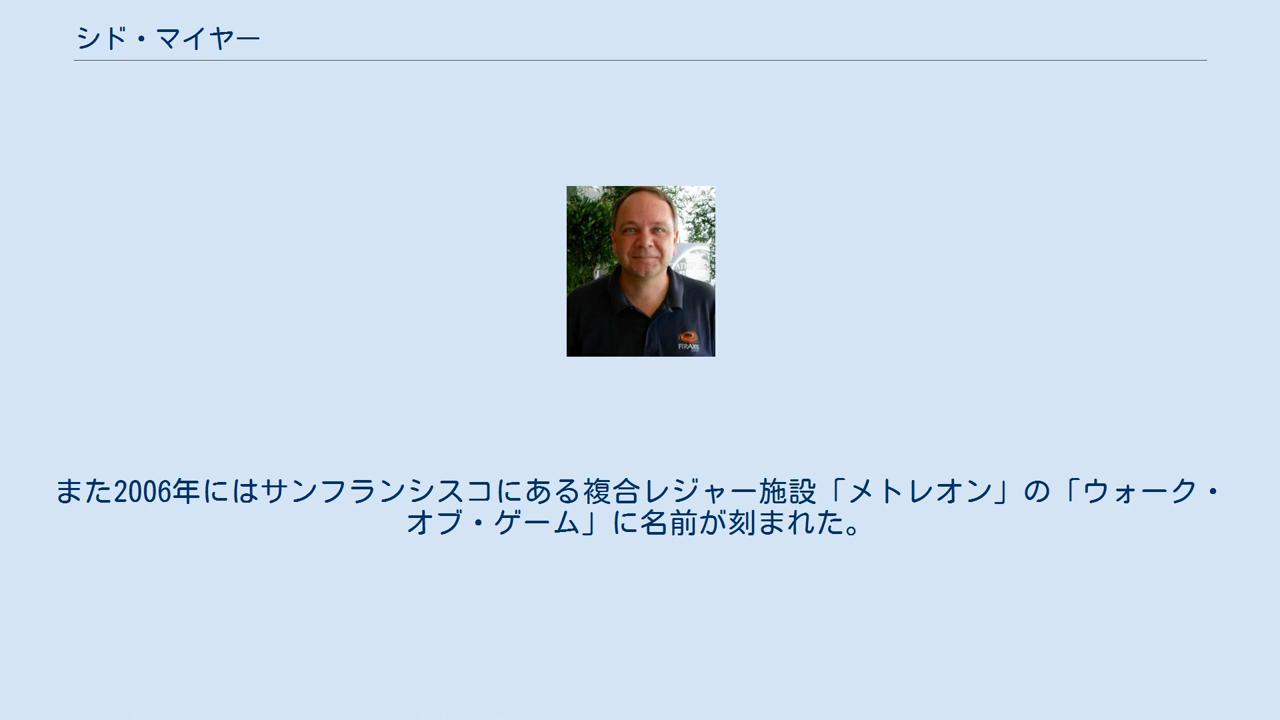 シド・マイヤー
FIRAXIS
また2006年にはサンフランシスコにある複合レジャー施設「メトレオン」の「ウォーク・
オブ・ゲーム」に名前が刻まれた。